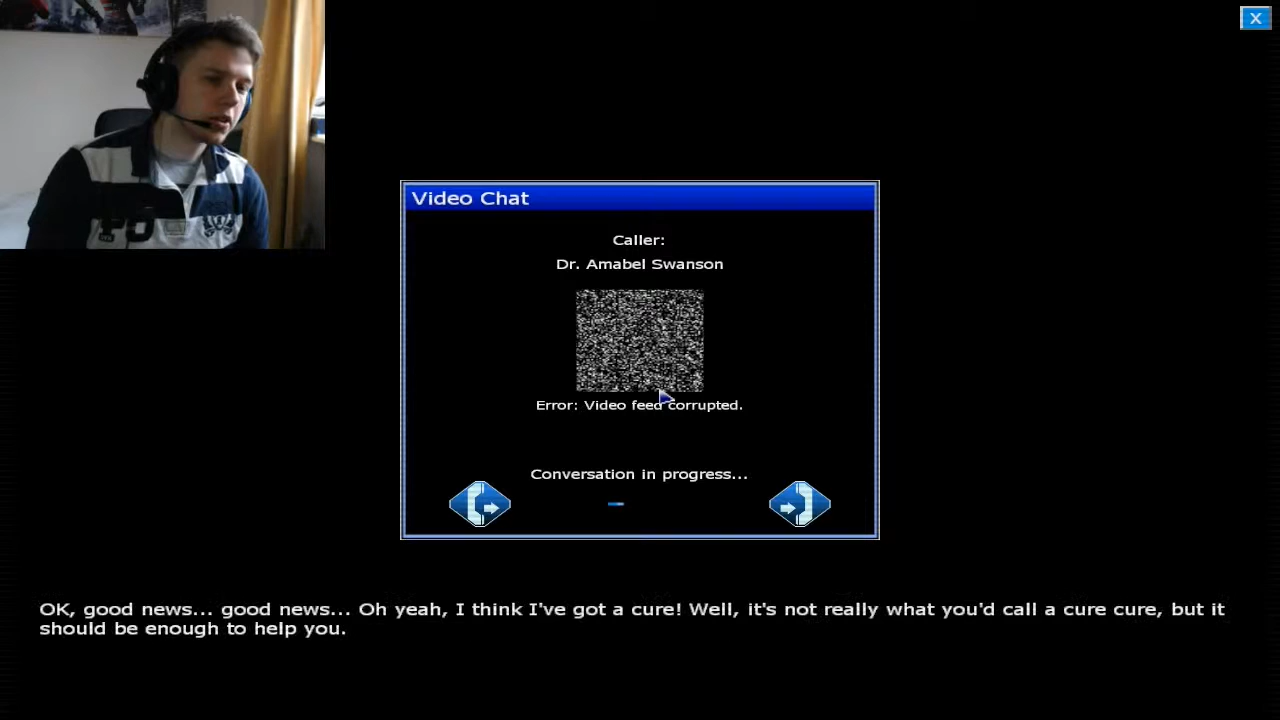 X
Video Chat
Caller:
Dr. Amabel Swanson
Error: Video feed corrupted.
Conversation in progress...
OK, good news... good news... Oh yeah, I think I've got a cure! Well, it's not really what you'd call a cure cure, but it
should be enough to help you.